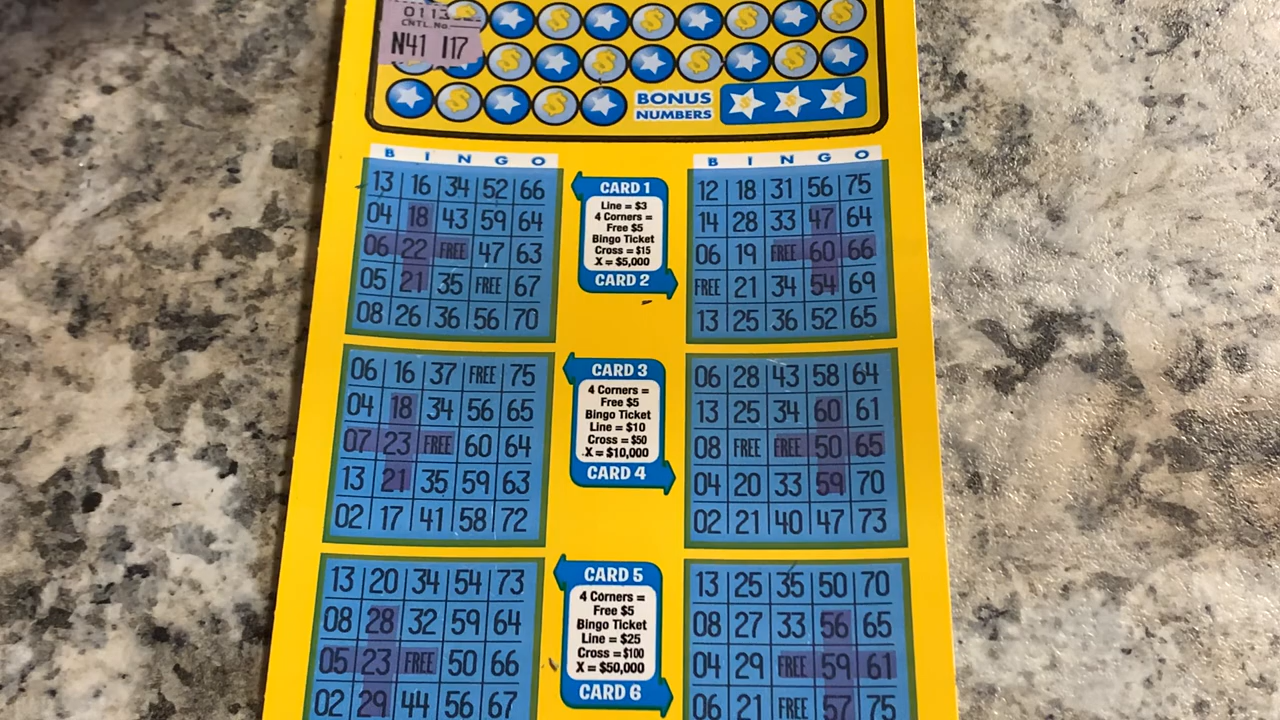 CNTL. No.
N41 I17
BONUS
NUMBERS
B I N G O
13 16 34 52 66
04 18 43 59 64
06 22 FREE 47 63
05 21 35 FREE 67
08 26 36 56 70
CARD 1
Line = $3
4 Corners =
Free $5
Bingo Ticket
Cross = $15
X = $5,000
CARD 2
B I N G O
12 18 31 56 75
14 28 33 47 64
06 19 FREE 60 66
FREE 21 34 54 69
13 25 36 52 65
06 16 37 FREE 75
04 18 34 56 65
07 23 FREE 60 64
13 21 35 59 63
02 17 41 58 72
CARD 3
4 Corners =
Free $5
Bingo Ticket
Line = $10
Cross = $50
X = $10,000
CARD 4
06 28 43 58 64
13 25 34 60 61
08 FREE FREE 50 65
04 20 33 59 70
02 21 40 47 73
13 20 34 54 73
08 28 32 59 64
05 23 FREE 50 66
02 29 44 56 67
CARD 5
4 Corners =
Free $5
Bingo Ticket
Line = $25
Cross = $100
X = $50,000
CARD 6
13 25 35 50 70
08 27 33 56 65
04 29 FREE 59 61
06 21 FREE 57 75